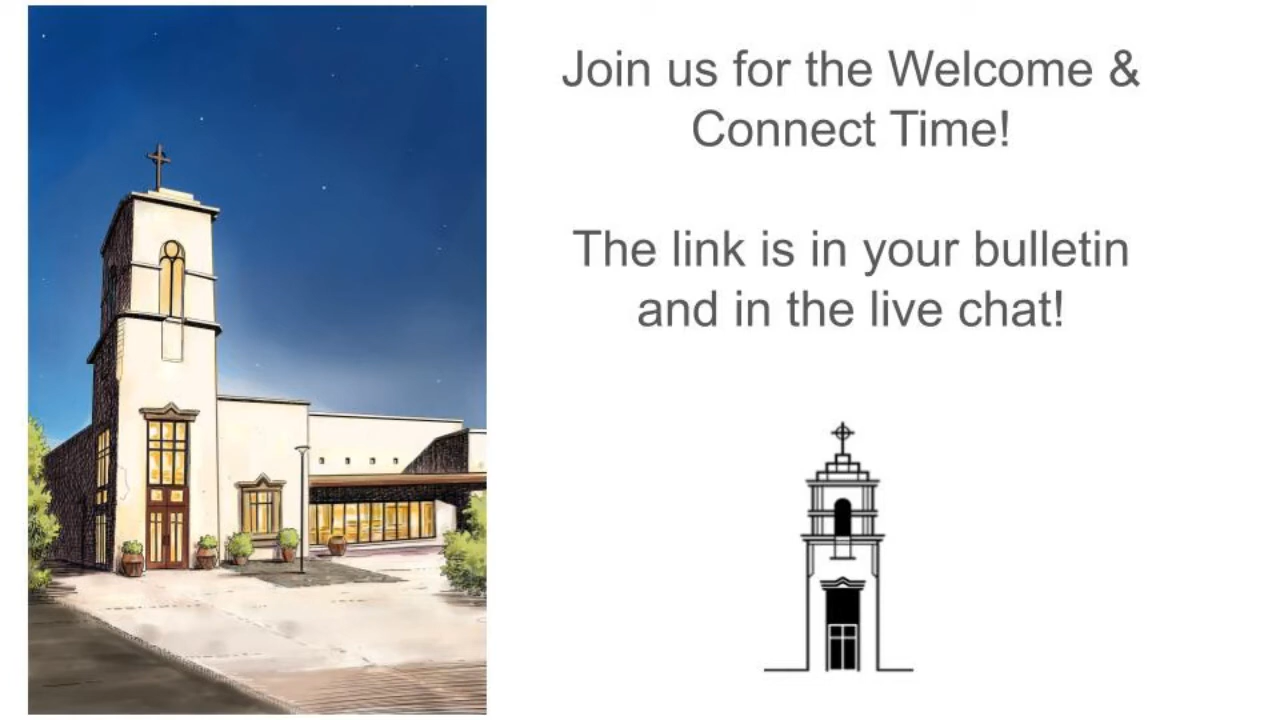 Join us for the Welcome &
Connect Time!
The link is in your bulletin
and in the live chat!